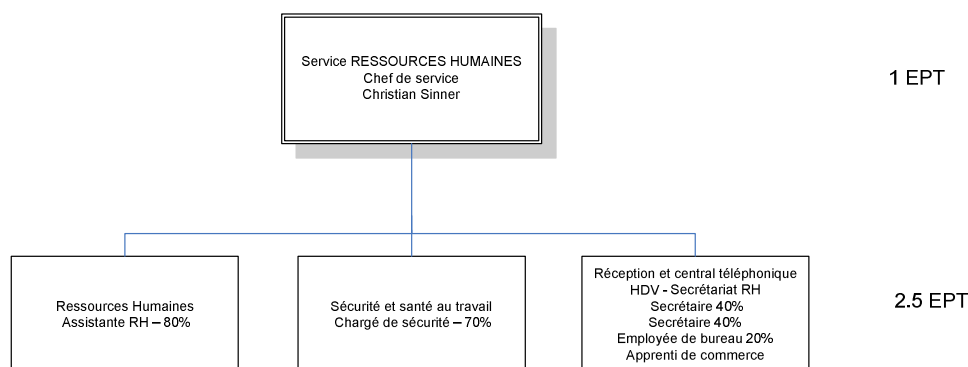 Service RESSOURCES HUMAINES
Chef de service
Christian Sinner
1 EPT
Ressources Humaines
Assistante RH – 80%
Sécurité et santé au travail
Chargé de sécurité – 70%
Réception et central téléphonique
HDV - Secrétariat RH
Secrétaire 40%
Secrétaire 40%
Employée de bureau 20%
Apprenti de commerce
2.5 EPT